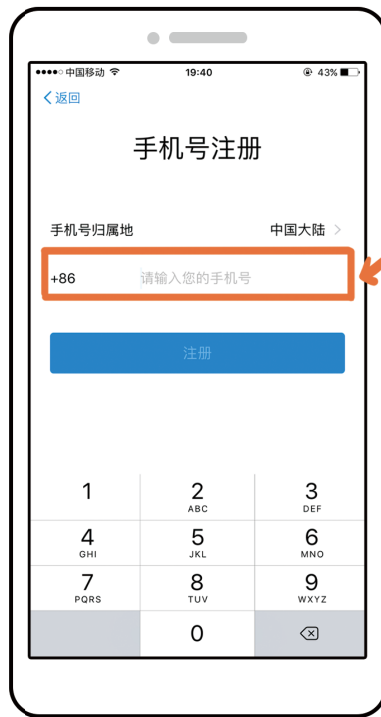 中国移动 19:40 43%
返回
手机号注册
手机号归属地 中国大陆
+86 请输入您的手机号
注册
1 2 3
ABC DEF
4 5 6
GHI JKL MNO
7 8 9
PQRS TUV WXYZ
0